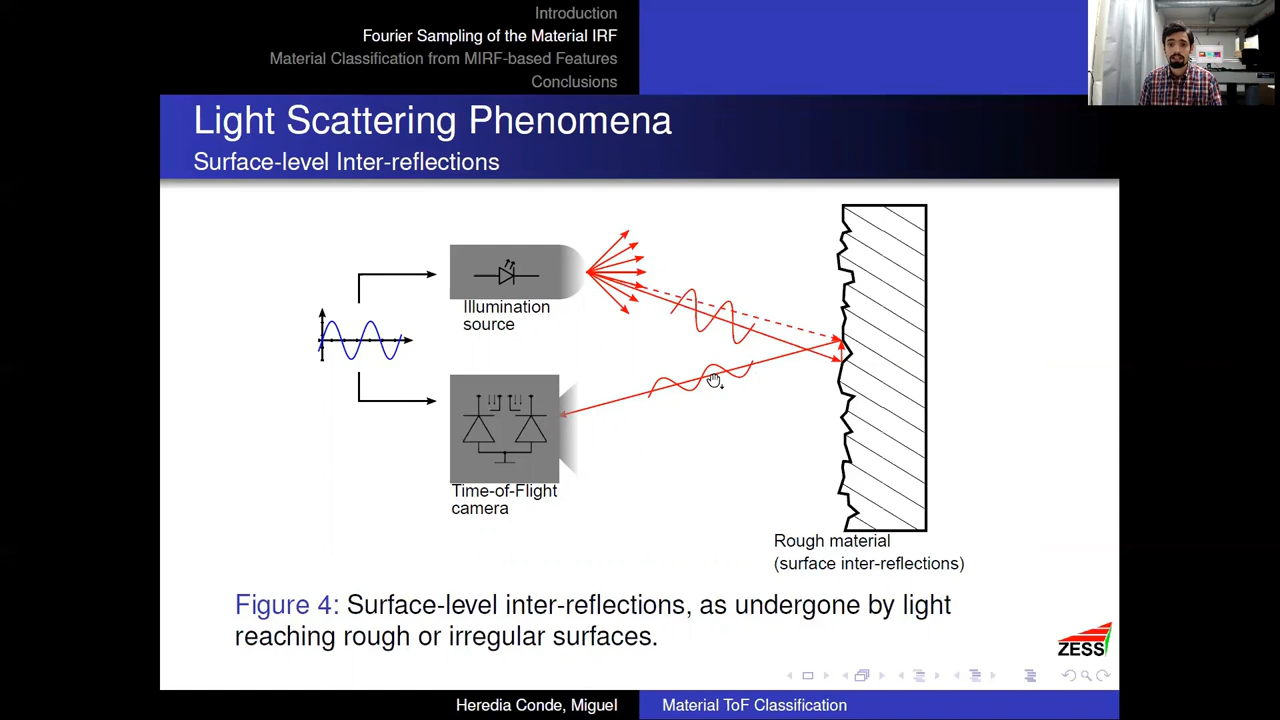 Introduction
Fourier Sampling of the Material IRF
Material Classification from MIRF-based Features
Conclusions
Light Scattering Phenomena
Surface-level Inter-reflections
Illumination
source
Time-of-Flight
camera
Rough material
(surface inter-reflections)
Figure 4: Surface-level inter-reflections, as undergone by light
reaching rough or irregular surfaces.
ZESS
Heredia Conde, Miguel
Material ToF Classification